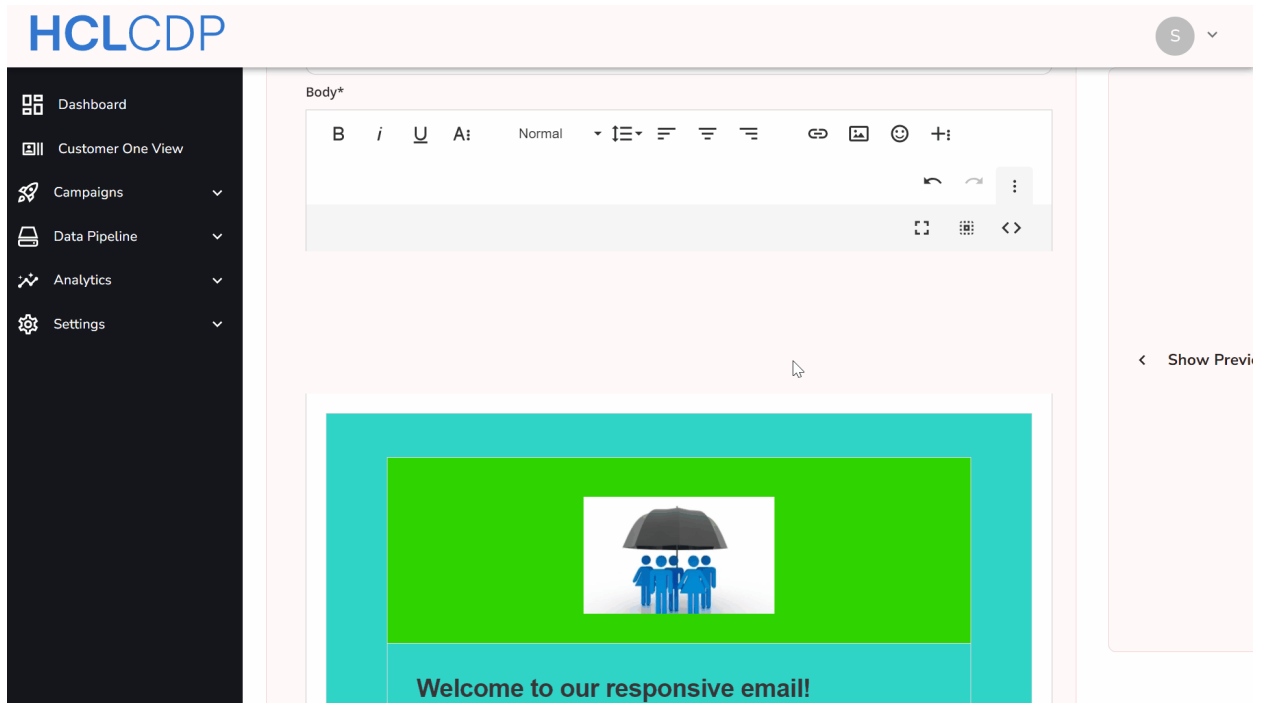 HCLCDP
S
Dashboard
Customer One View
Campaigns
Data Pipeline
Analytics
Settings
Body*
B i U A Normal
Show Previ
Welcome to our responsive email!